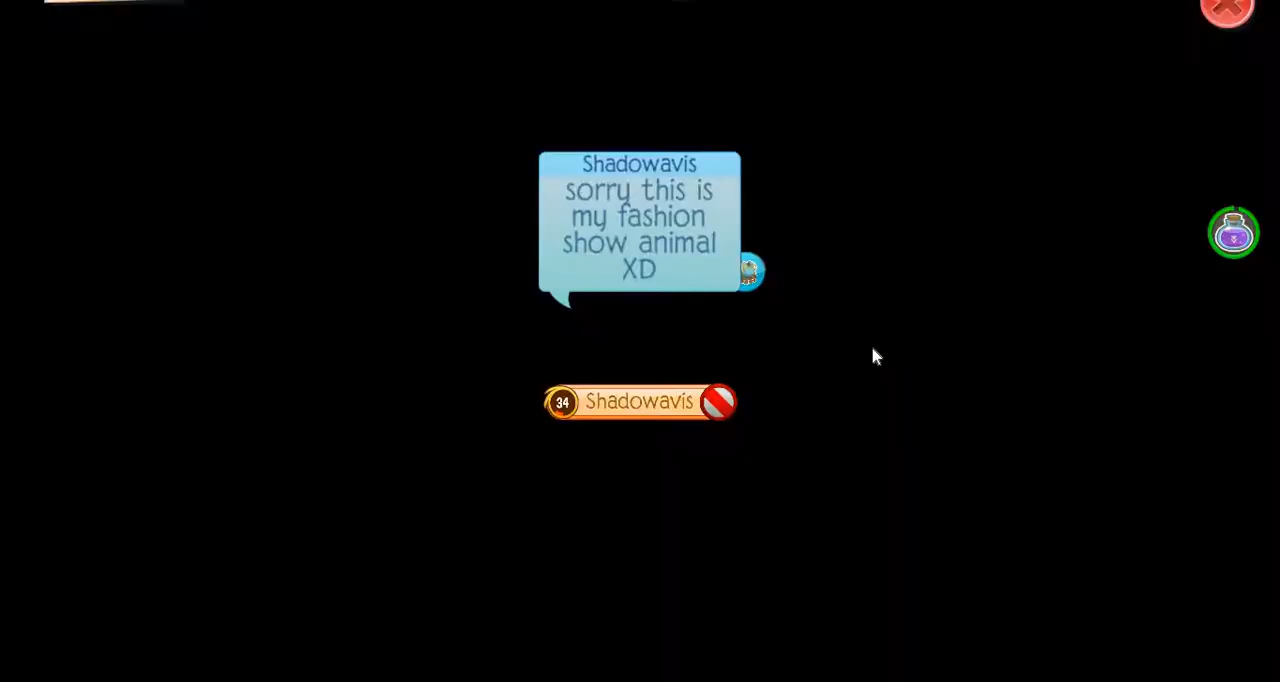 Shadowavis
sorry this is
my fashion
show animal
XD
34 Shadowavis